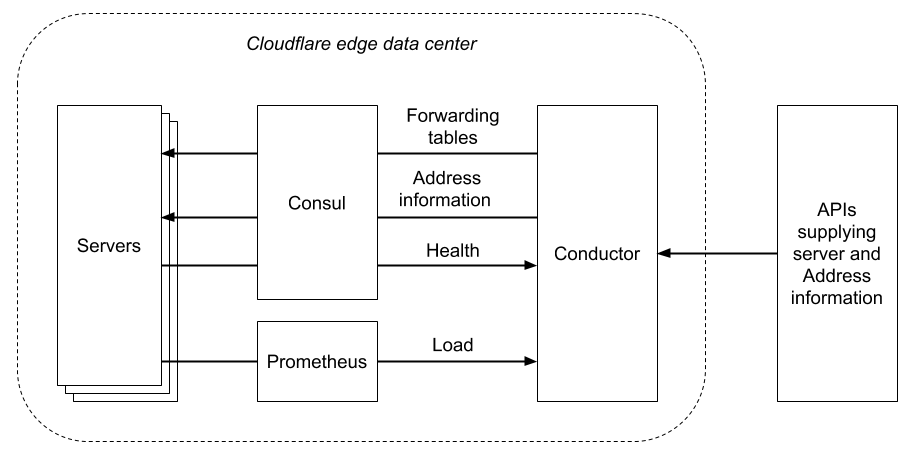 Cloudflare edge data center
Forwarding
tables
Address
information
Consul
Servers
Health
Conductor
APIs
supplying
server and
Address
information
Prometheus
Load